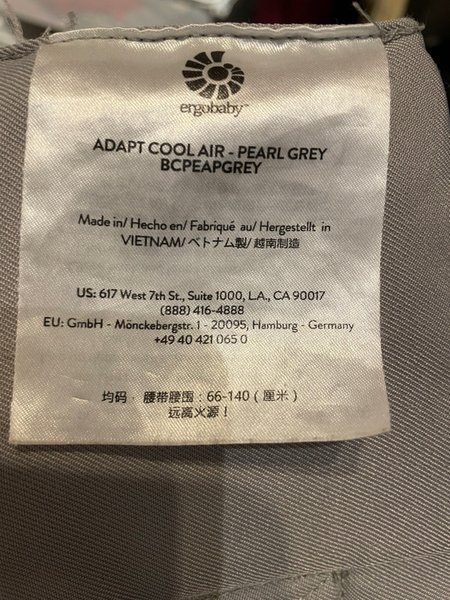 ergobaby™
ADAPT COOL AIR - PEARL GREY
BCPEAPGREY
Made in/ Hecho en/ Fabriqué au/ Hergestellt in
VIETNAM/ ベトナム製/ 越南制造
US: 617 West 7th St., Suite 1000, L.A., CA 90017
(888) 416-4888
EU: GmbH - Mönckebergstr. 1 - 20095, Hamburg - Germany
+49 40 421 065 0
均码 · 腰带腰围：66-140（厘米）
远离火源！